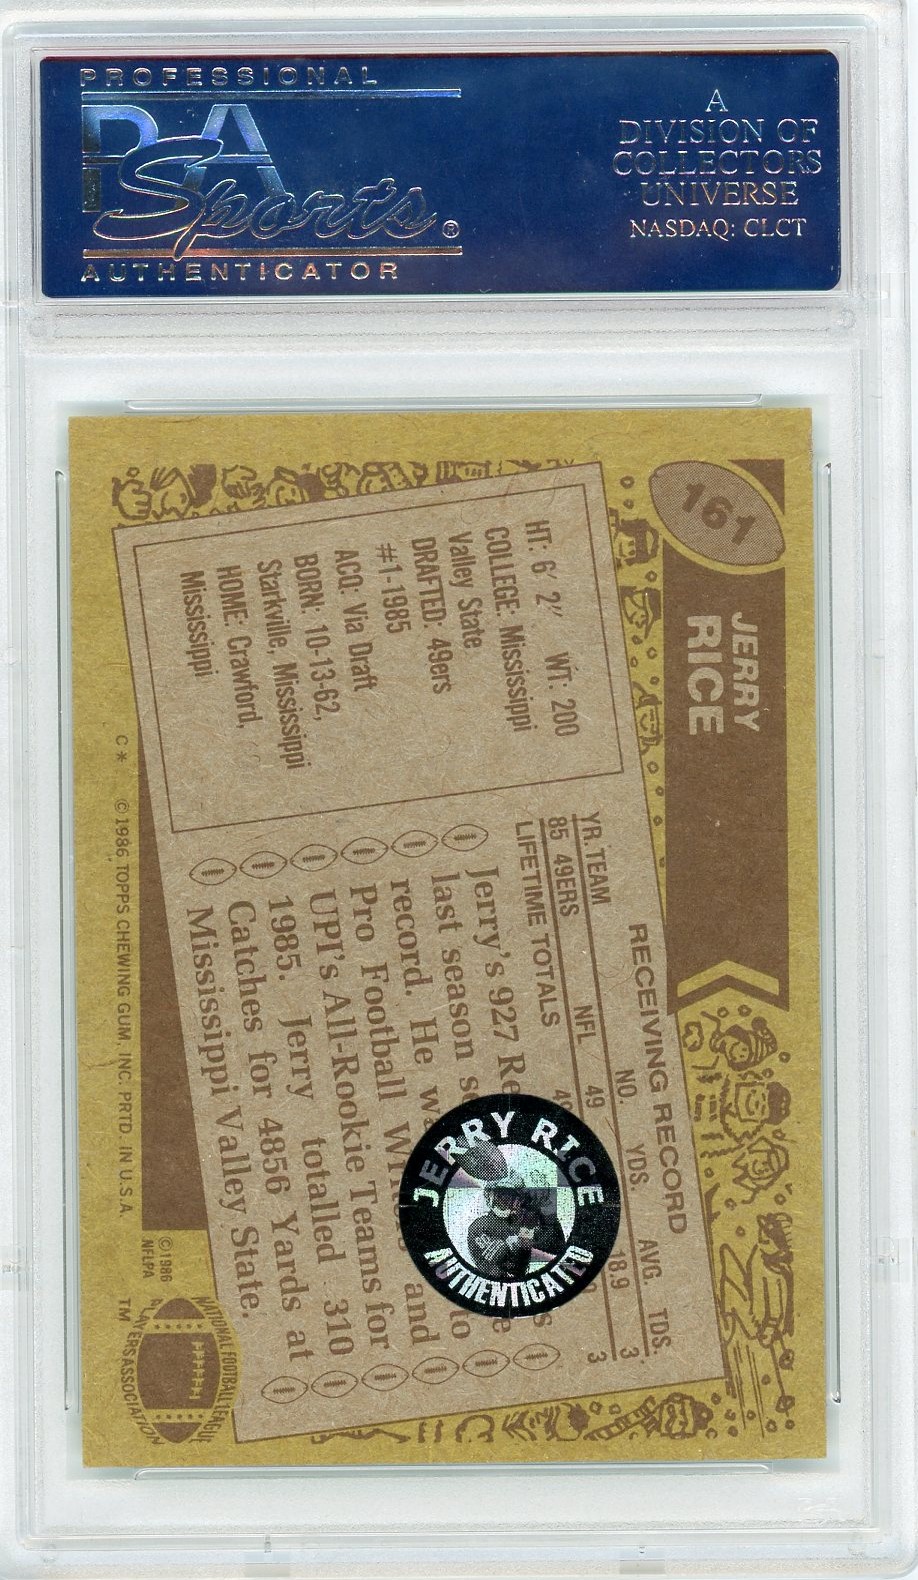 PROFESSIONAL
PSA
Sports®
AUTHENTICATOR
A
DIVISION OF
COLLECTORS
UNIVERSE
NASDAQ: CLCT
161
JERRY
RICE
HT: 6' 2" WT: 200
COLLEGE: Mississippi
Valley State
DRAFTED: 49ers
#1-1985
ACQ: Via Draft
BORN: 10-13-62,
Starkville, Mississippi
HOME: Crawford,
Mississippi
RECEIVING RECORD
YR. TEAM NFL NO. YDS. AVG. TDS.
85 49ERS 49 18.9 3
LIFETIME TOTALS 3
Jerry's 927
last season to
record. He and
Pro Football
UPI's All-Rookie Teams for
1985. Jerry totalled 310
Catches for 4856 Yards at
Mississippi Valley State.
JERRY RICE
AUTHENTICATED
C* ©1986 TOPPS CHEWING GUM, INC. PRTD. IN U.S.A.
©1986
NFLPA
TM
NATIONAL FOOTBALL LEAGUE
PLAYERS ASSOCIATION